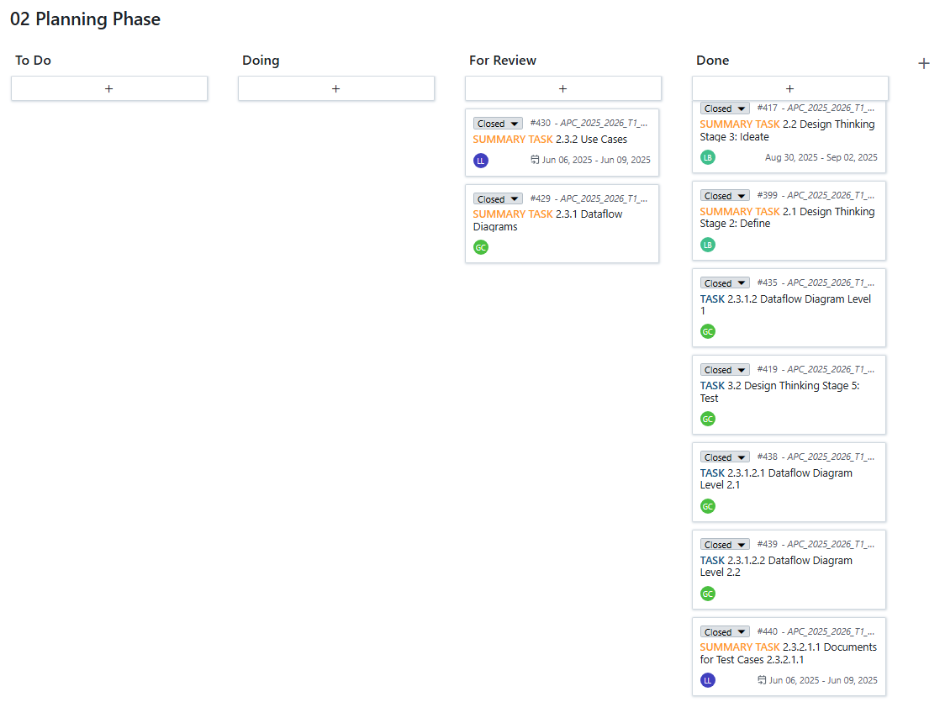 02 Planning Phase
To Do
+
Doing
+
For Review
+
Closed #430 - APC_2025_2026_T1_...
SUMMARY TASK 2.3.2 Use Cases
LL Jun 06, 2025 - Jun 09, 2025
Closed #429 - APC_2025_2026_T1_...
SUMMARY TASK 2.3.1 Dataflow
Diagrams
GC
Done
+
Closed #417 - APC_2025_2026_T1_...
SUMMARY TASK 2.2 Design Thinking
Stage 3: Ideate
LB Aug 30, 2025 - Sep 02, 2025
Closed #399 - APC_2025_2026_T1_...
SUMMARY TASK 2.1 Design Thinking
Stage 2: Define
LB
Closed #435 - APC_2025_2026_T1_...
TASK 2.3.1.2 Dataflow Diagram Level
1
GC
Closed #419 - APC_2025_2026_T1_...
TASK 3.2 Design Thinking Stage 5:
Test
GC
Closed #438 - APC_2025_2026_T1_...
TASK 2.3.1.2.1 Dataflow Diagram
Level 2.1
GC
Closed #439 - APC_2025_2026_T1_...
TASK 2.3.1.2.2 Dataflow Diagram
Level 2.2
GC
Closed #440 - APC_2025_2026_T1_...
SUMMARY TASK 2.3.2.1.1 Documents
for Test Cases 2.3.2.1.1
LL Jun 06, 2025 - Jun 09, 2025
+